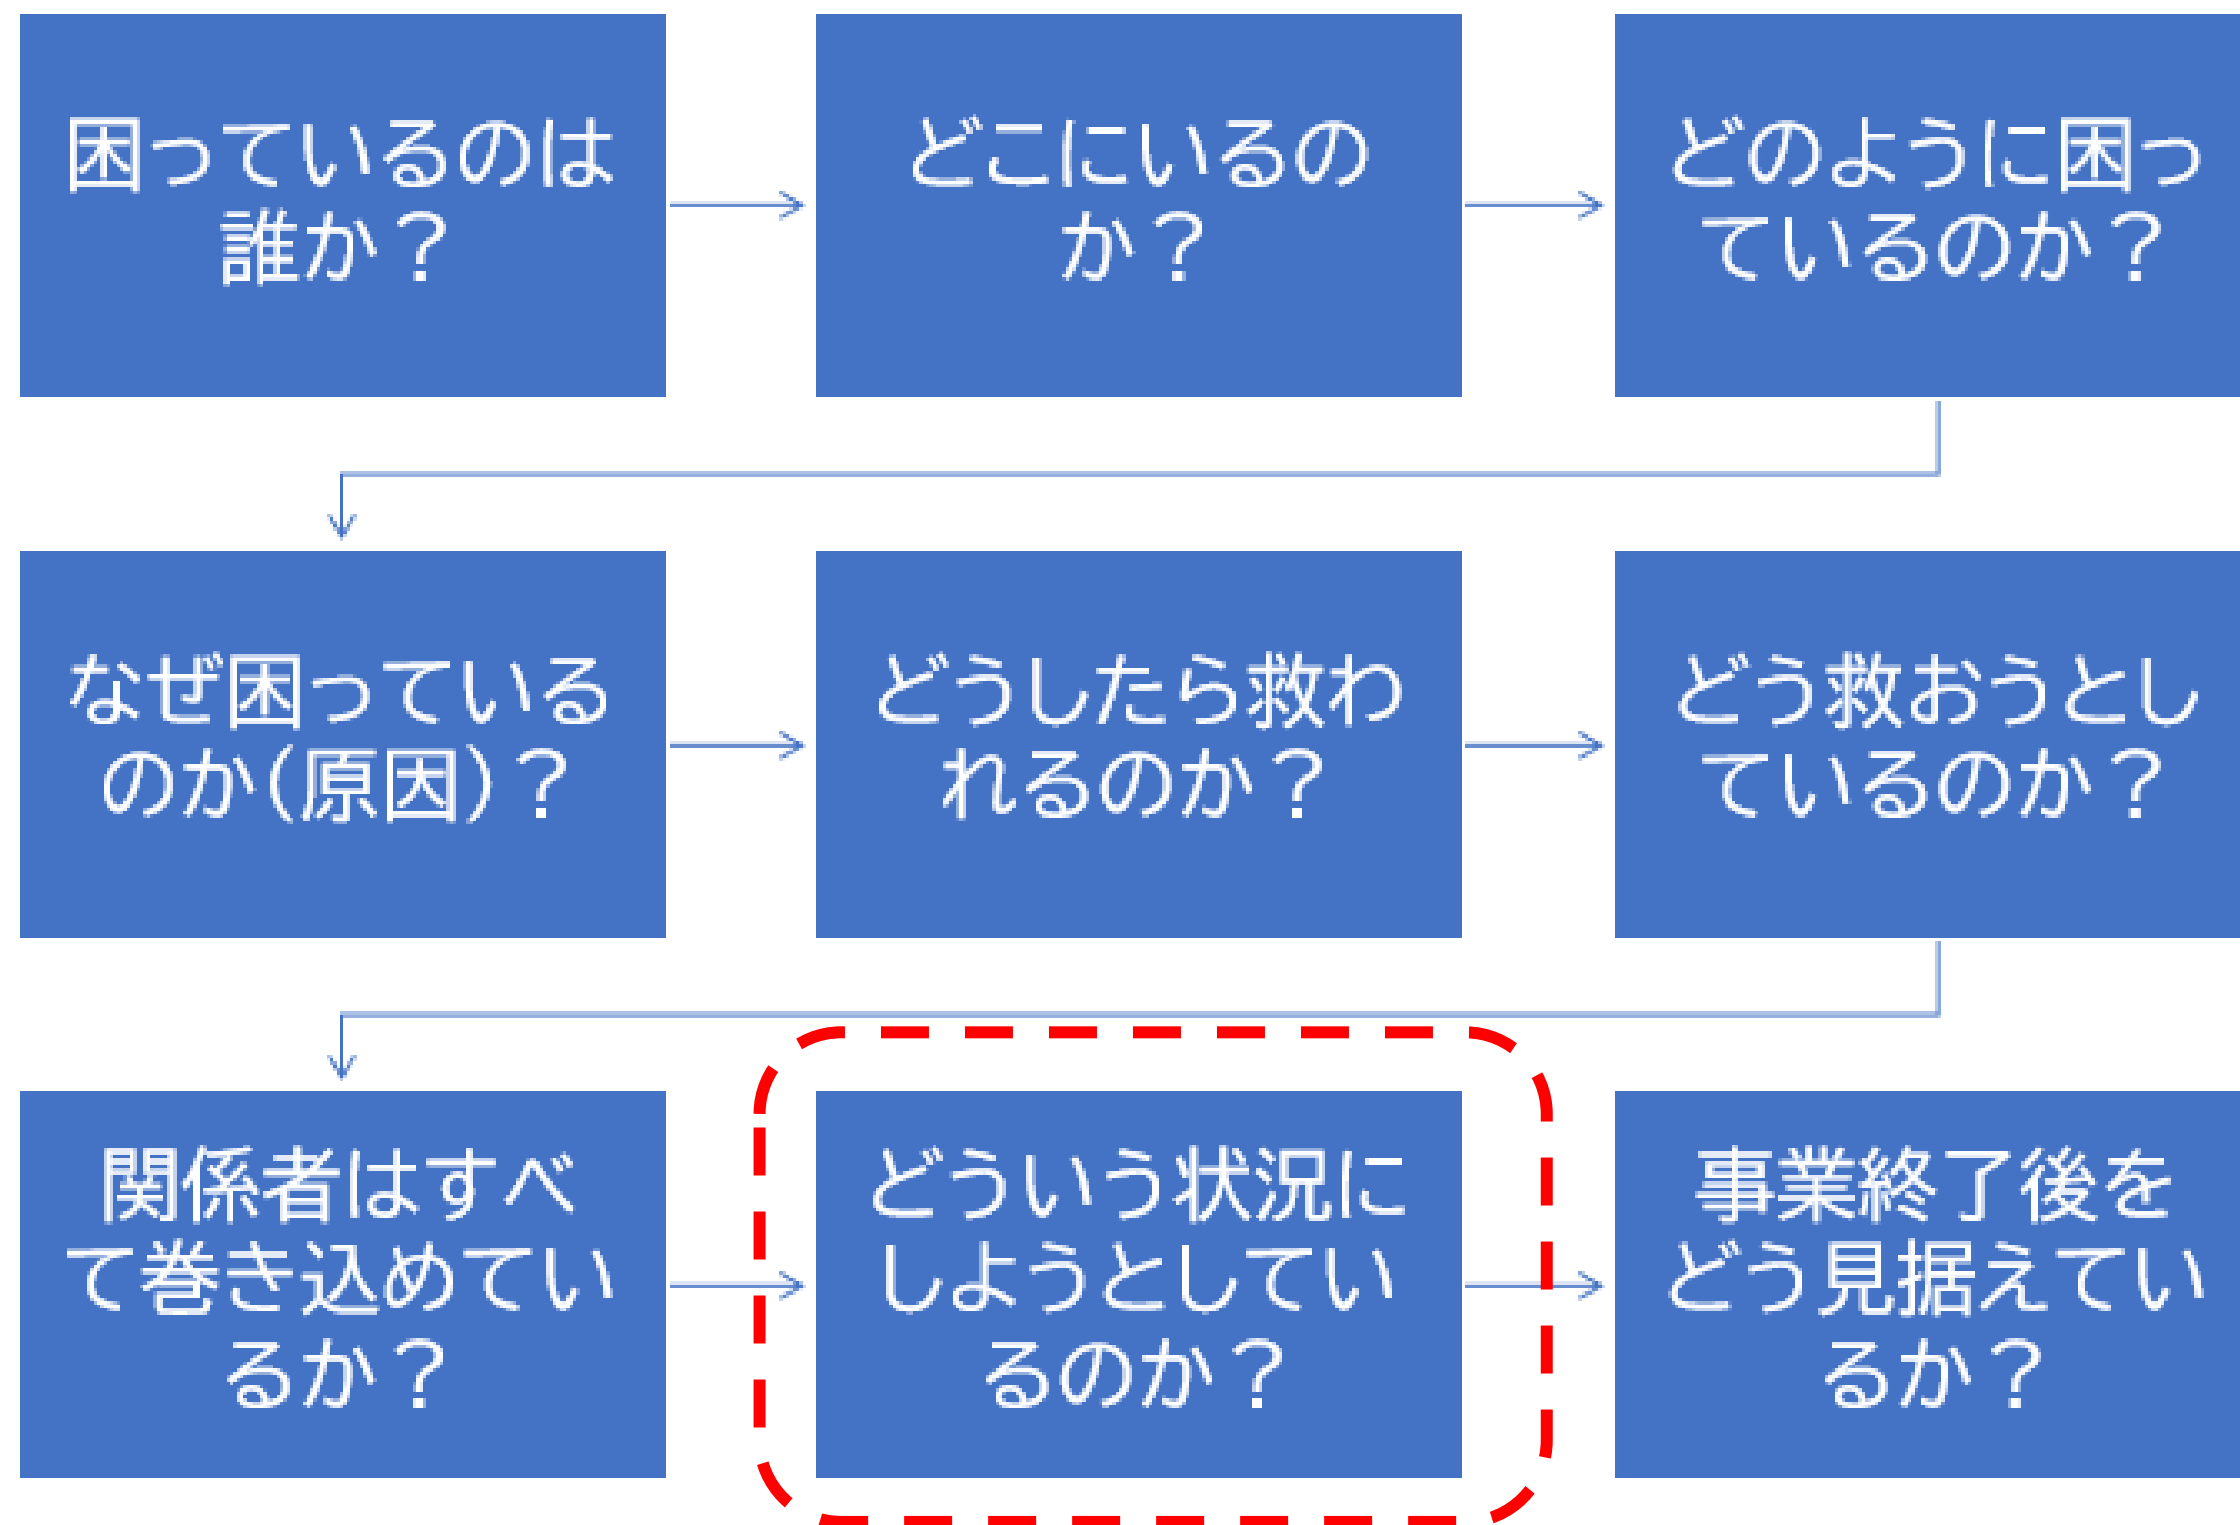 困っているのは
誰か？
どこにいるの
か？
どのように困っ
ているのか？
なぜ困っている
のか(原因)？
どうしたら救わ
れるのか？
どう救おうとし
ているのか？
関係者はすべ
て巻き込めてい
るか？
どういう状況に
しようとしてい
るのか？
事業終了後を
どう見据えてい
るか？